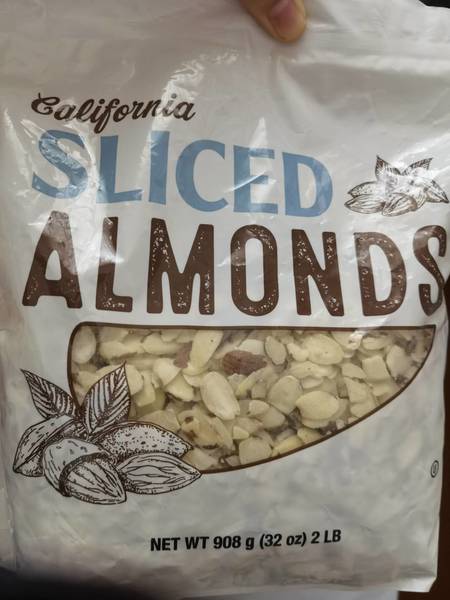 California
SLICED
ALMONDS
NET WT 908 g (32 oz) 2 LB